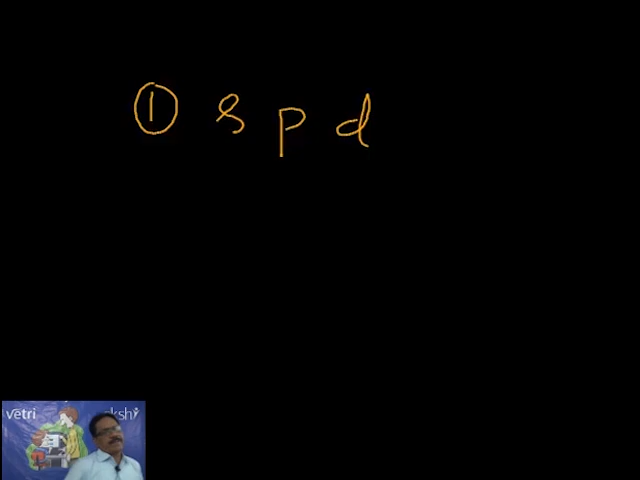 ① s p d
vetri